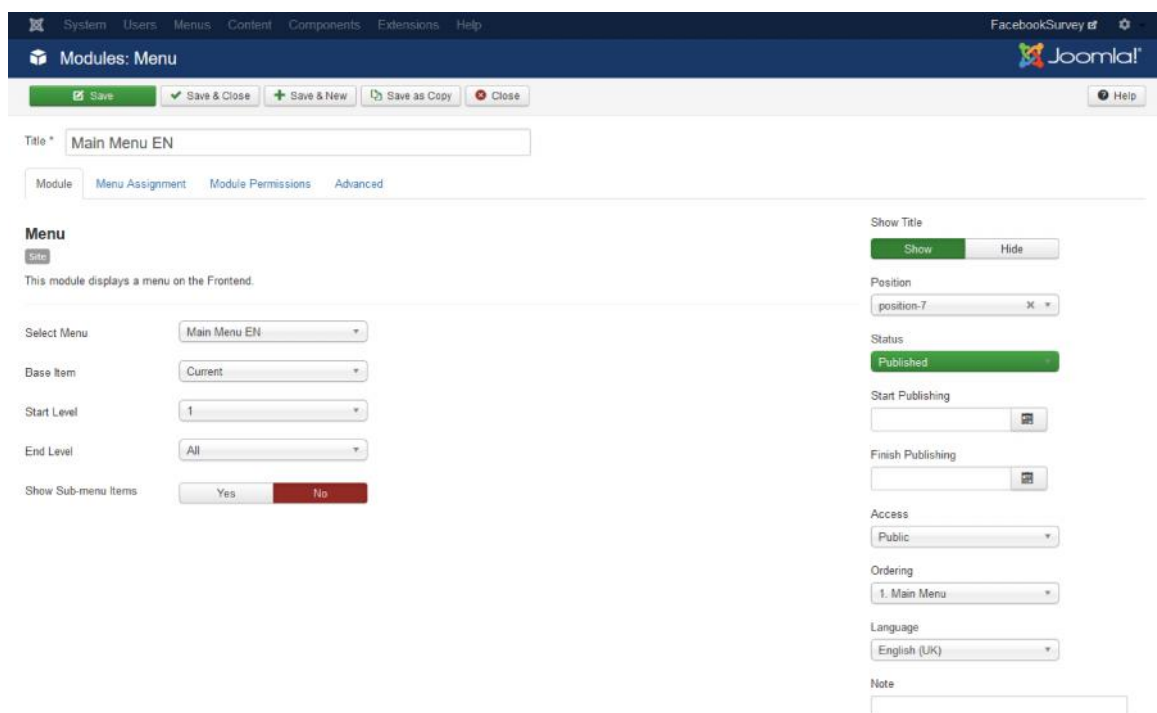 System Users Menus Content Components Extensions Help FacebookSurvey
Modules: Menu Joomla!®
Save Save & Close Save & New Save as Copy Close Help
Title * Main Menu EN
Module Menu Assignment Module Permissions Advanced
Menu
Site
This module displays a menu on the Frontend.
Select Menu Main Menu EN
Base Item Current
Start Level 1
End Level All
Show Sub-menu Items Yes No
Show Title
Show Hide
Position
position-7
Status
Published
Start Publishing
Finish Publishing
Access
Public
Ordering
1. Main Menu
Language
English (UK)
Note